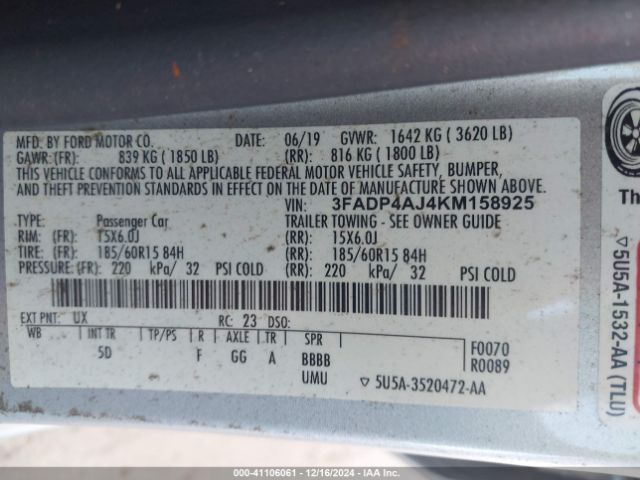 MFD. BY FORD MOTOR CO. DATE: 06/19 GVWR: 1642 KG ( 3620 LB)
GAWR: (FR): 839 KG ( 1850 LB) (RR): 816 KG ( 1800 LB)
THIS VEHICLE CONFORMS TO ALL APPLICABLE FEDERAL MOTOR VEHICLE SAFETY, BUMPER,
AND THEFT PREVENTION STANDARDS IN EFFECT ON THE DATE OF MANUFACTURE SHOWN ABOVE.
VIN: 3FADP4AJ4KM158925
TYPE: Passenger Car TRAILER TOWING - SEE OWNER GUIDE
RIM: (FR) 15X6.0J (RR) 15X6.0J
TIRE: (FR) 185/60R15 84H (RR) 185/60R15 84H
PRESSURE: (FR) 220 kPa/ 32 PSI COLD (RR) 220 kPa/ 32 PSI COLD
EXT PNT: UX RC: 23 DSO:
WB INT TR TP/PS R AXLE TR SPR F0070
5D F GG A BBBB R0089
UMU ▽ 5U5A-3520472-AA
Th
▽ 5U5A-1532-AA (TLU)
000-41106061 - 12/16/2024 - IAA Inc.